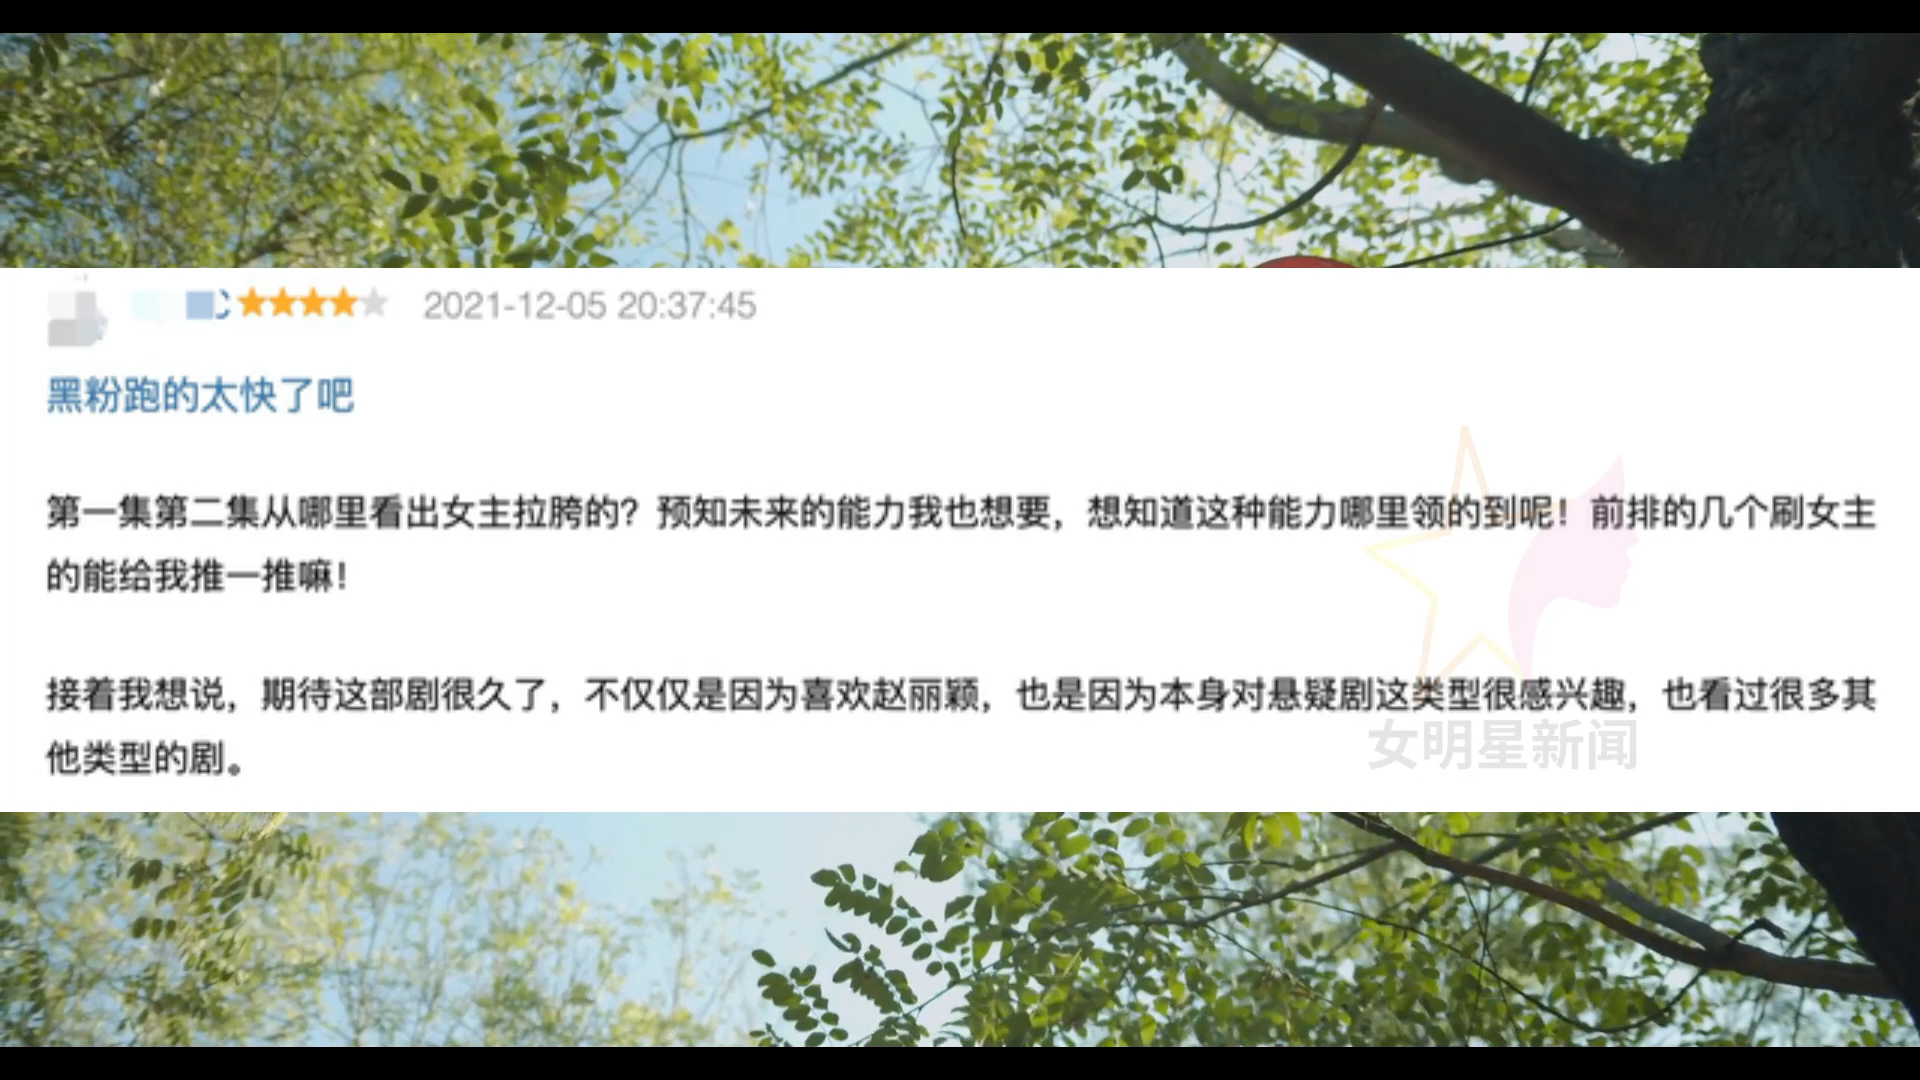 2021-12-05 20:37:45
黑粉跑的太快了吧
第一集第二集从哪里看出女主拉胯的？预知未来的能力我也想要，想知道这种能力哪里领的到呢！前排的几个刷女主
的能给我推一推嘛！
接着我想说，期待这部剧很久了，不仅仅是因为喜欢赵丽颖，也是因为本身对悬疑剧这类型很感兴趣，也看过很多其
他类型的剧。
女明星新闻